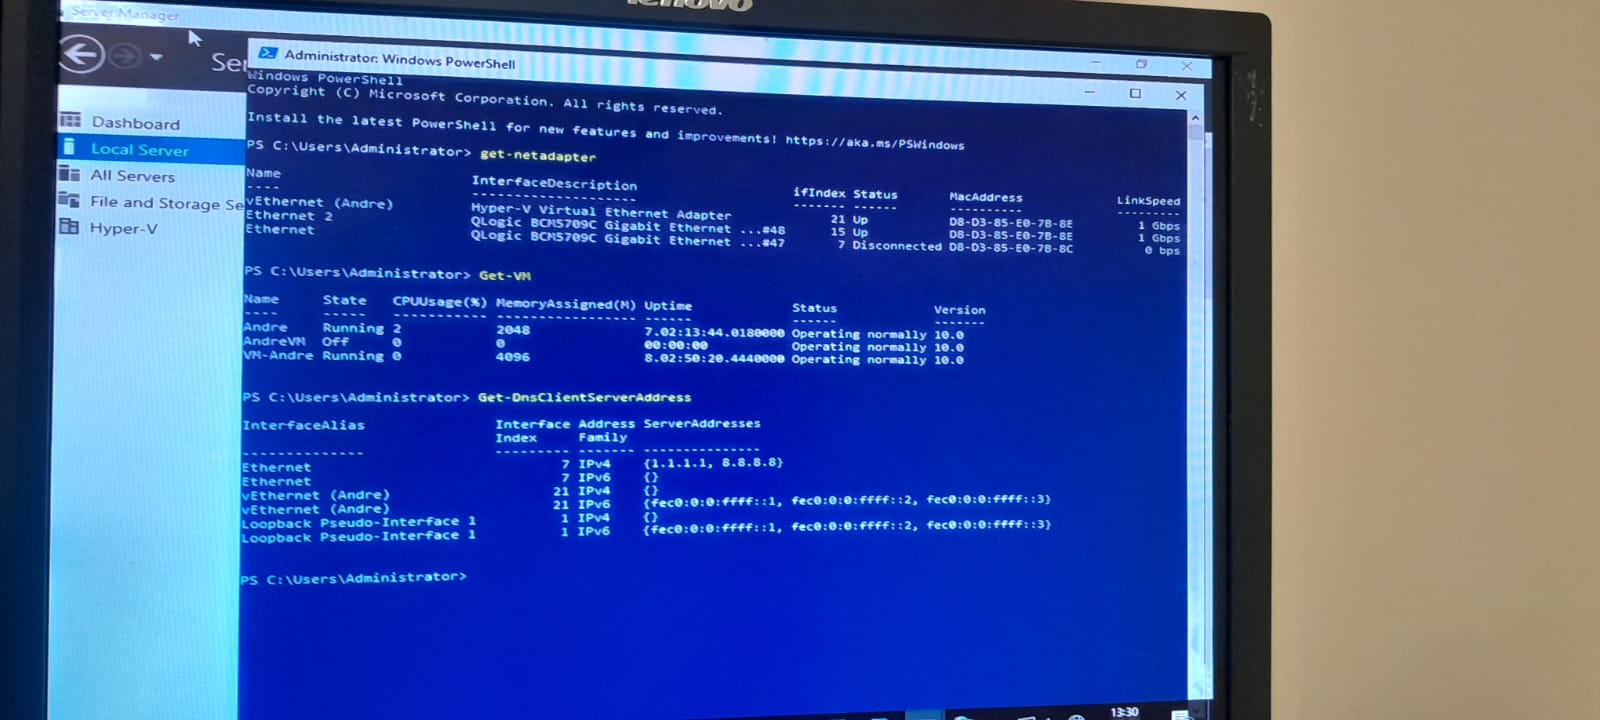 lenovo
Server Manager
Ser
Dashboard
Local Server
All Servers
File and Storage Se
Hyper-V
Administrator: Windows PowerShell
Windows PowerShell
Copyright (C) Microsoft Corporation. All rights reserved.
Install the latest PowerShell for new features and improvements! https://aka.ms/PSWindows
PS C:\Users\Administrator> get-netadapter
Name InterfaceDescription ifIndex Status MacAddress LinkSpeed
---- -------------------- ------- ------ ---------- ---------
vEthernet (Andre) Hyper-V Virtual Ethernet Adapter 21 Up D8-D3-85-E0-7B-8E 1 Gbps
Ethernet 2 QLogic BCM5709C Gigabit Ethernet ...#48 15 Up D8-D3-85-E0-7B-8E 1 Gbps
Ethernet QLogic BCM5709C Gigabit Ethernet ...#47 7 Disconnected D8-D3-85-E0-7B-8C 0 bps
PS C:\Users\Administrator> Get-VM
Name State CPUUsage(%) MemoryAssigned(M) Uptime Status Version
---- ----- ----------- ----------------- ------ ------ -------
Andre Running 2 2048 7.02:13:44.0180000 Operating normally 10.0
AndreVM Off 0 0 00:00:00 Operating normally 10.0
VM-Andre Running 0 4096 8.02:50:20.4440000 Operating normally 10.0
PS C:\Users\Administrator> Get-DnsClientServerAddress
InterfaceAlias Interface Address ServerAddresses
Index Family
-------------- --------- ------- ---------------
Ethernet 7 IPv4 {1.1.1.1, 8.8.8.8}
Ethernet 7 IPv6 {}
vEthernet (Andre) 21 IPv4 {}
vEthernet (Andre) 21 IPv6 {fec0:0:0:ffff::1, fec0:0:0:ffff::2, fec0:0:0:ffff::3}
Loopback Pseudo-Interface 1 1 IPv4 {}
Loopback Pseudo-Interface 1 1 IPv6 {fec0:0:0:ffff::1, fec0:0:0:ffff::2, fec0:0:0:ffff::3}
PS C:\Users\Administrator>
13:30